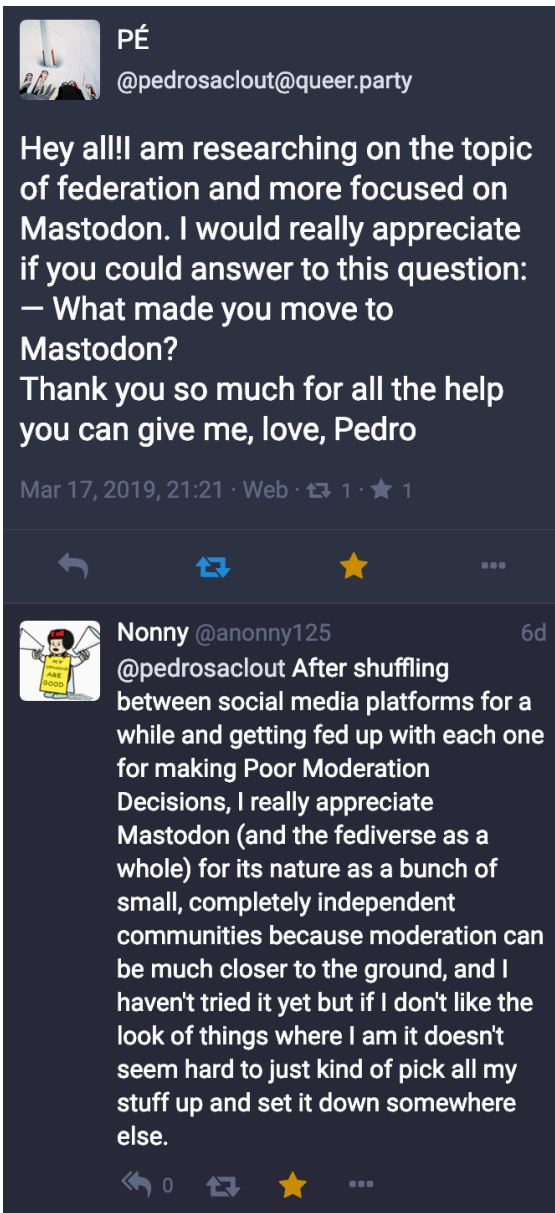 PÉ
@pedrosaclout@queer.party
Hey all!I am researching on the topic
of federation and more focused on
Mastodon. I would really appreciate
if you could answer to this question:
— What made you move to
Mastodon?
Thank you so much for all the help
you can give me, love, Pedro
Mar 17, 2019, 21:21 · Web · 1 · 1
Nonny @anonny125 6d
MY
OPINIONS
ARE
GOOD
@pedrosaclout After shuffling
between social media platforms for a
while and getting fed up with each one
for making Poor Moderation
Decisions, I really appreciate
Mastodon (and the fediverse as a
whole) for its nature as a bunch of
small, completely independent
communities because moderation can
be much closer to the ground, and I
haven't tried it yet but if I don't like the
look of things where I am it doesn't
seem hard to just kind of pick all my
stuff up and set it down somewhere
else.
0